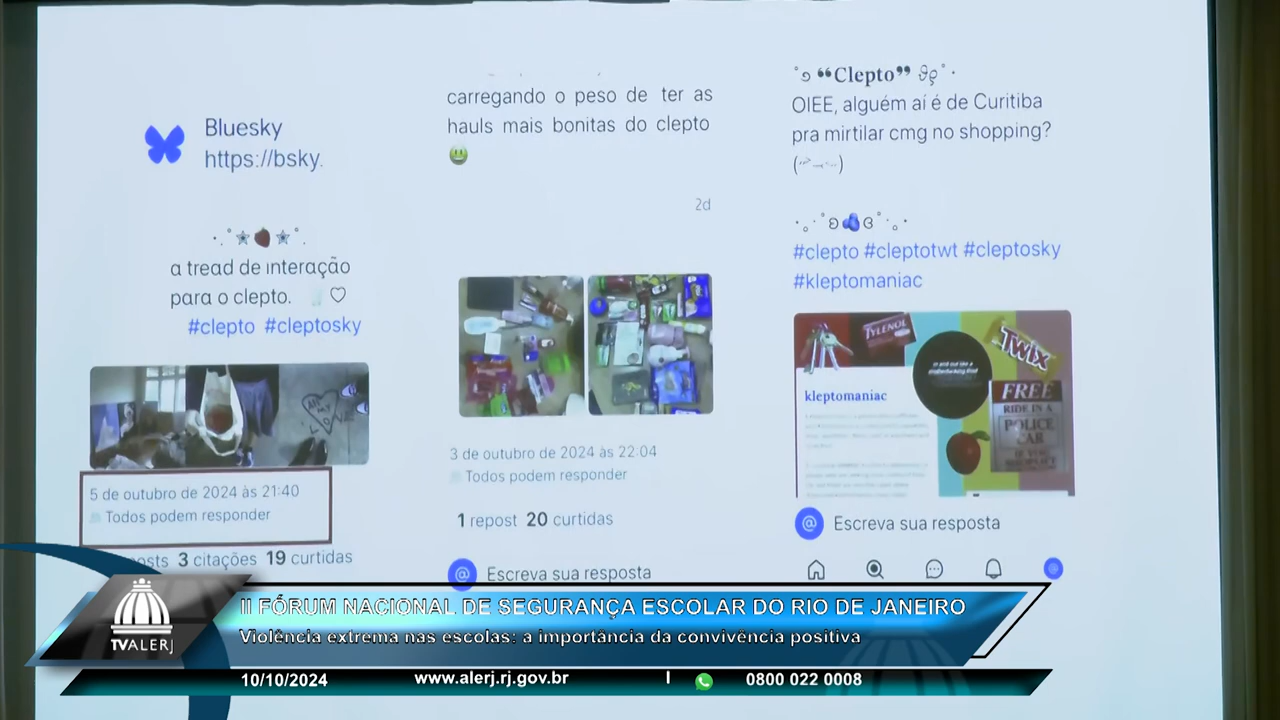 Bluesky
https://bsky.
a tread de interação
para o clepto.
#clepto #cleptosky
5 de outubro de 2024 às 21:40
Todos podem responder
3 citações 19 curtidas
carregando o peso de ter as
hauls mais bonitas do clepto
2d
3 de outubro de 2024 às 22:04
Todos podem responder
1 repost 20 curtidas
@ Escreva sua resposta
“Clepto”
OIEE, alguém aí é de Curitiba
pra mirtilar cmg no shopping?
#clepto #cleptotwt #cleptosky
#kleptomaniac
TYLENOL
TWIX
kleptomaniac
FREE
RIDE IN A
POLICE
CAR
@ Escreva sua resposta
@
TVALERJ
II FÓRUM NACIONAL DE SEGURANÇA ESCOLAR DO RIO DE JANEIRO
Violência extrema nas escolas: a importância da convivência positiva
10/10/2024 www.alerj.rj.gov.br | 0800 022 0008